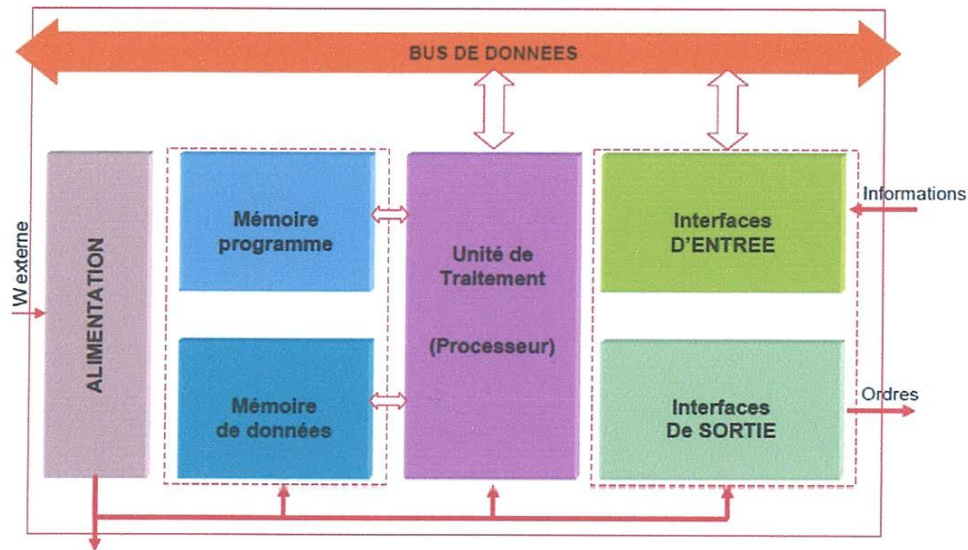 BUS DE DONNEES
W externe
ALIMENTATION
Mémoire
programme
Mémoire
de données
Unité de
Traitement
(Processeur)
Interfaces
D'ENTREE
Interfaces
De SORTIE
Informations
Ordres